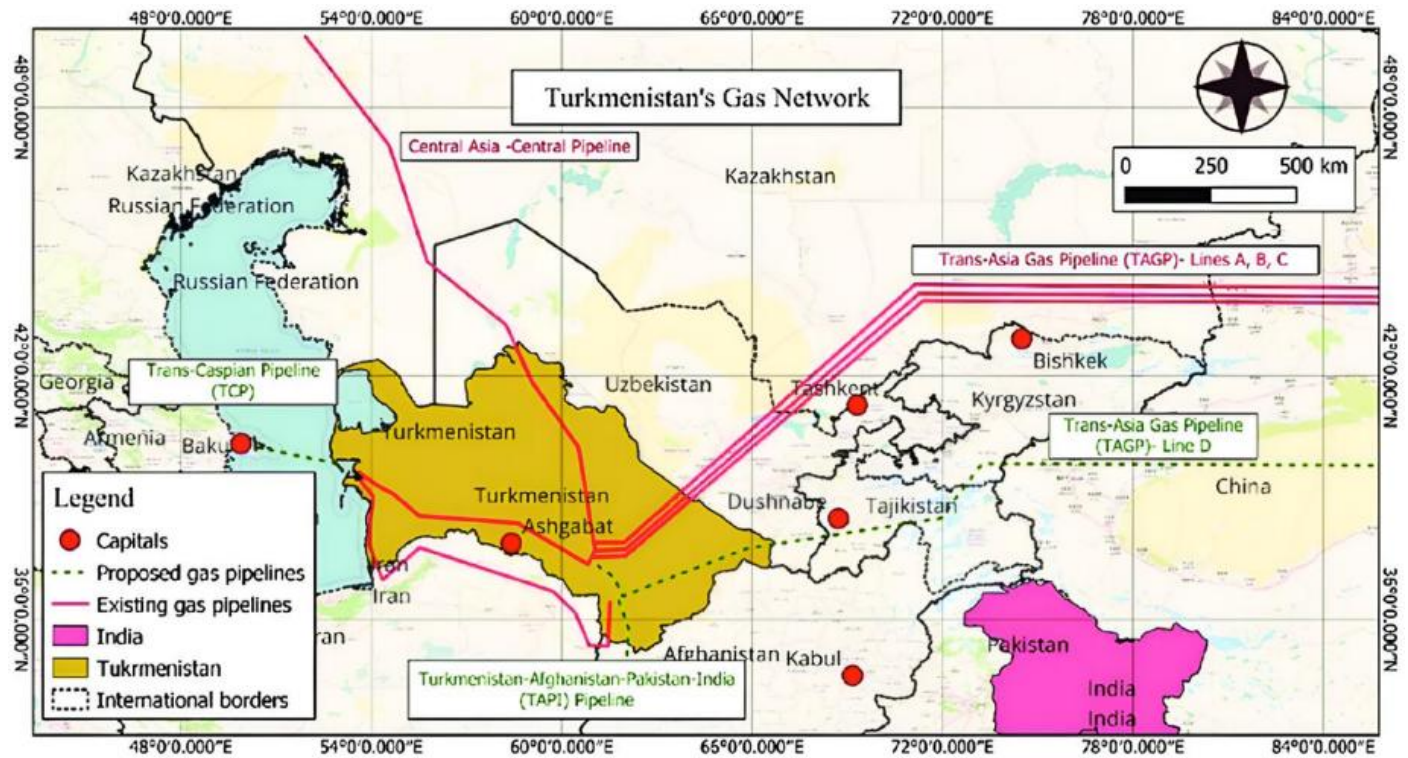 48°0'0.000"E 54°0'0.000"E 60°0'0.000"E 66°0'0.000"E 72°0'0.000"E 78°0'0.000"E 84°0'0.000"E
48°0'0.000"N
48°0'0.000"N
Turkmenistan's Gas Network
0 250 500 km
Central Asia -Central Pipeline
Kazakhstan
Russian Federation
Kazakhstan
Russian Federation
Trans-Asia Gas Pipeline (TAGP)- Lines A, B, C
42°0'0.000"N
42°0'0.000"N
Trans-Caspian Pipeline
(TCP)
Georgia
Uzbekistan
Tashkent
Bishkek
Kyrgyzstan
Armenia
Baku
Turkmenistan
Trans-Asia Gas Pipeline
(TAGP)- Line D
Turkmenistan
Ashgabat
Dushnabe
Tajikistan
China
Legend
Capitals
Proposed gas pipelines
Existing gas pipelines
India
Tukrmenistan
International borders
Iran
Iran
36°0'0.000"N
36°0'0.000"N
Afghanistan
Kabul
Pakistan
Turkmenistan-Afghanistan-Pakistan-India
(TAPI) Pipeline
India
India
48°0'0.000"E 54°0'0.000"E 60°0'0.000"E 66°0'0.000"E 72°0'0.000"E 78°0'0.000"E 84°0'0.000"E